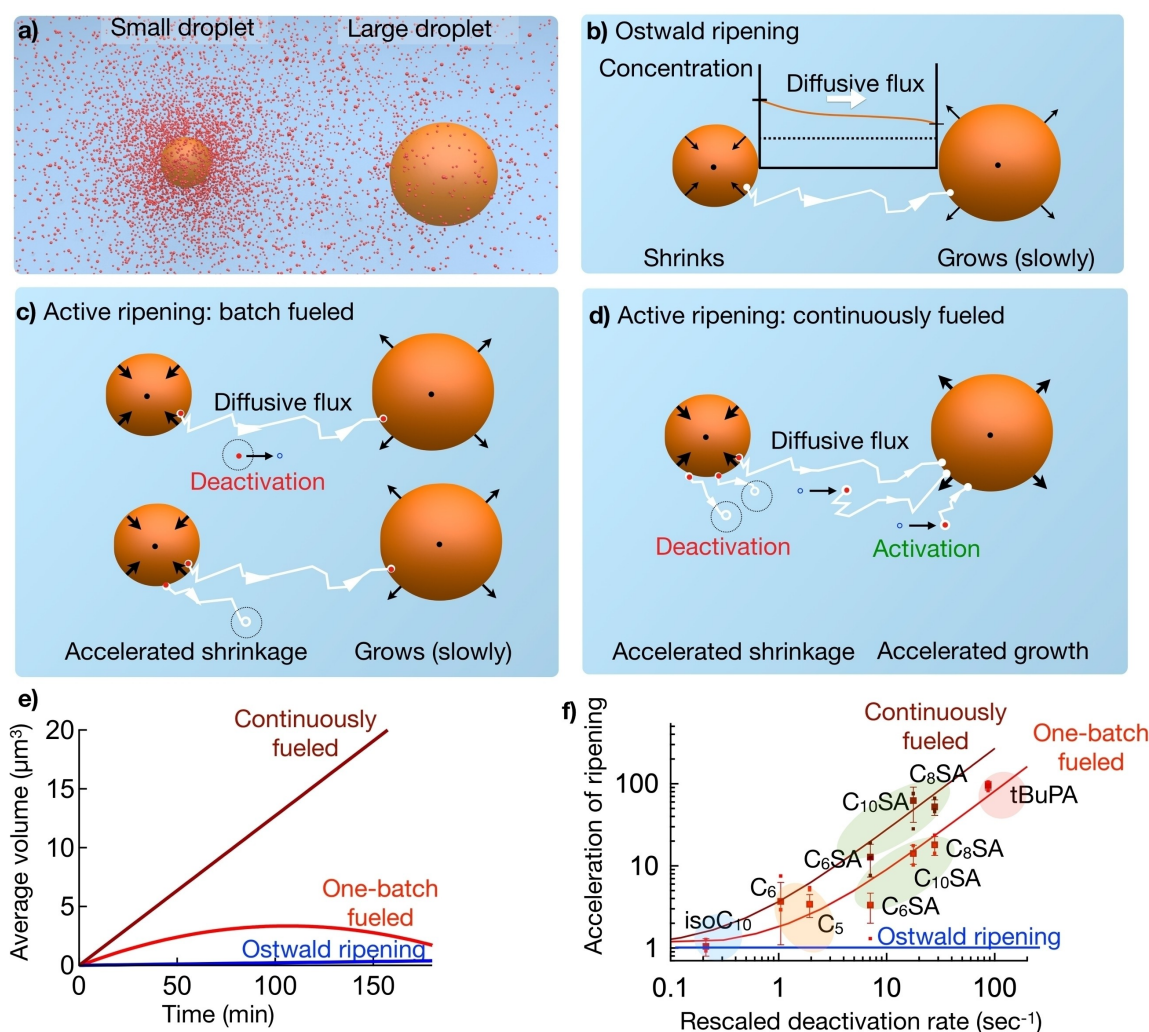 a)
Small droplet
Large droplet
b) Ostwald ripening
Concentration
Diffusive flux
Shrinks
Grows (slowly)
c) Active ripening: batch fueled
Diffusive flux
Deactivation
Accelerated shrinkage
Grows (slowly)
d) Active ripening: continuously fueled
Diffusive flux
Deactivation
Activation
Accelerated shrinkage
Accelerated growth
e)
Average volume (μm³)
20
15
10
5
0
Continuously
fueled
One-batch
fueled
Ostwald ripening
0
50
100
150
Time (min)
f)
Acceleration of ripening
100
10
1
Continuously
fueled
One-batch
fueled
C₈SA
C₁₀SA
tBuPA
C₆SA
C₈SA
C₁₀SA
C₆
C₆SA
isoC₁₀
C₅
Ostwald ripening
0.1
1
10
100
Rescaled deactivation rate (sec⁻¹)